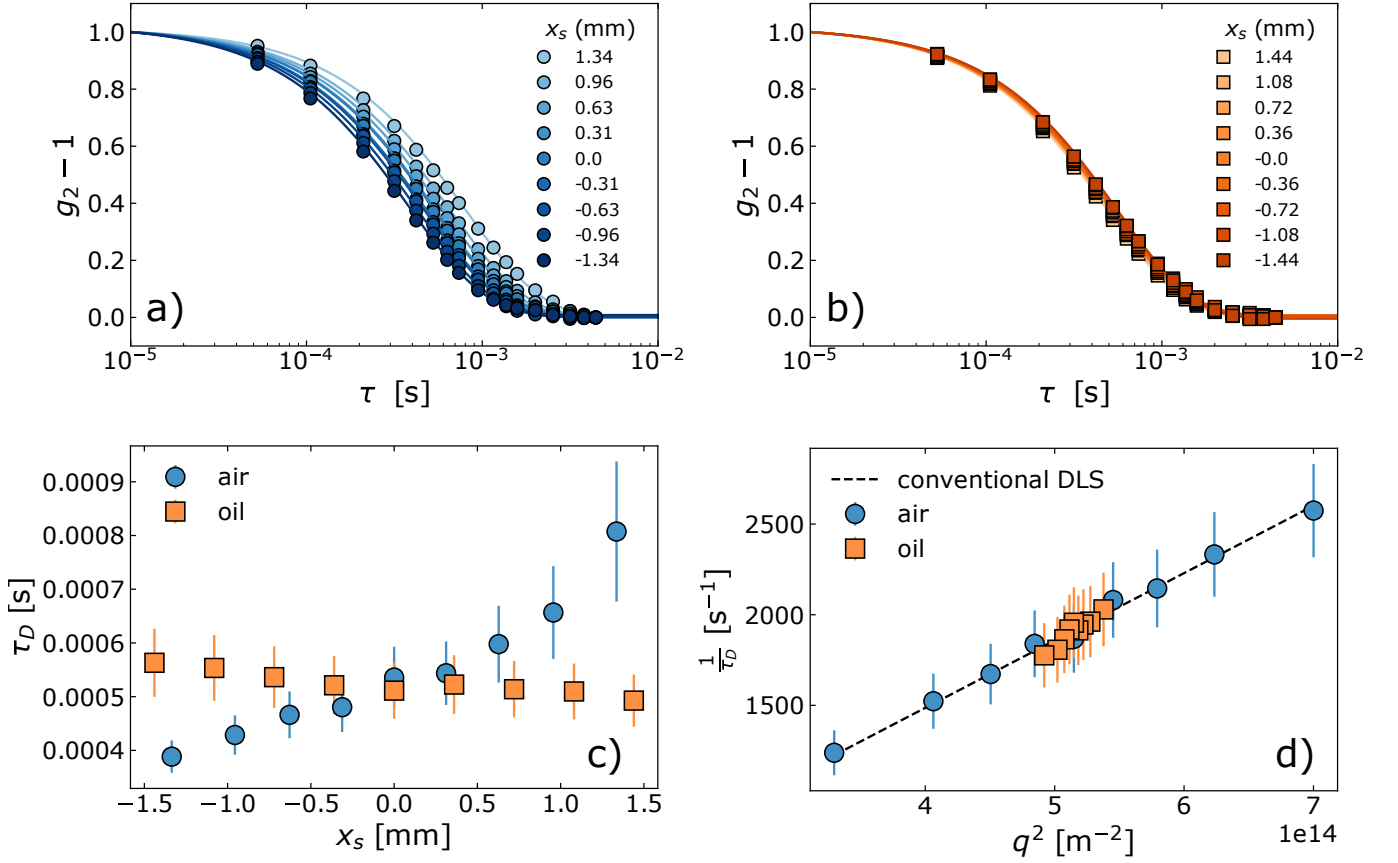 1.0
0.8
0.6
0.4
0.2
0.0
g₂ − 1
x_s (mm)
1.34
0.96
0.63
0.31
0.0
-0.31
-0.63
-0.96
-1.34
a)
10⁻⁵
10⁻⁴
10⁻³
10⁻²
τ [s]
1.0
0.8
0.6
0.4
0.2
0.0
g₂ − 1
x_s (mm)
1.44
1.08
0.72
0.36
-0.0
-0.36
-0.72
-1.08
-1.44
b)
10⁻⁵
10⁻⁴
10⁻³
10⁻²
τ [s]
0.0009
0.0008
0.0007
0.0006
0.0005
0.0004
τ_D [s]
air
oil
c)
−1.5
−1.0
−0.5
0.0
0.5
1.0
1.5
x_s [mm]
2500
2000
1500
1/τ_D [s⁻¹]
conventional DLS
air
oil
d)
4
5
6
7
1e14
q² [m⁻²]